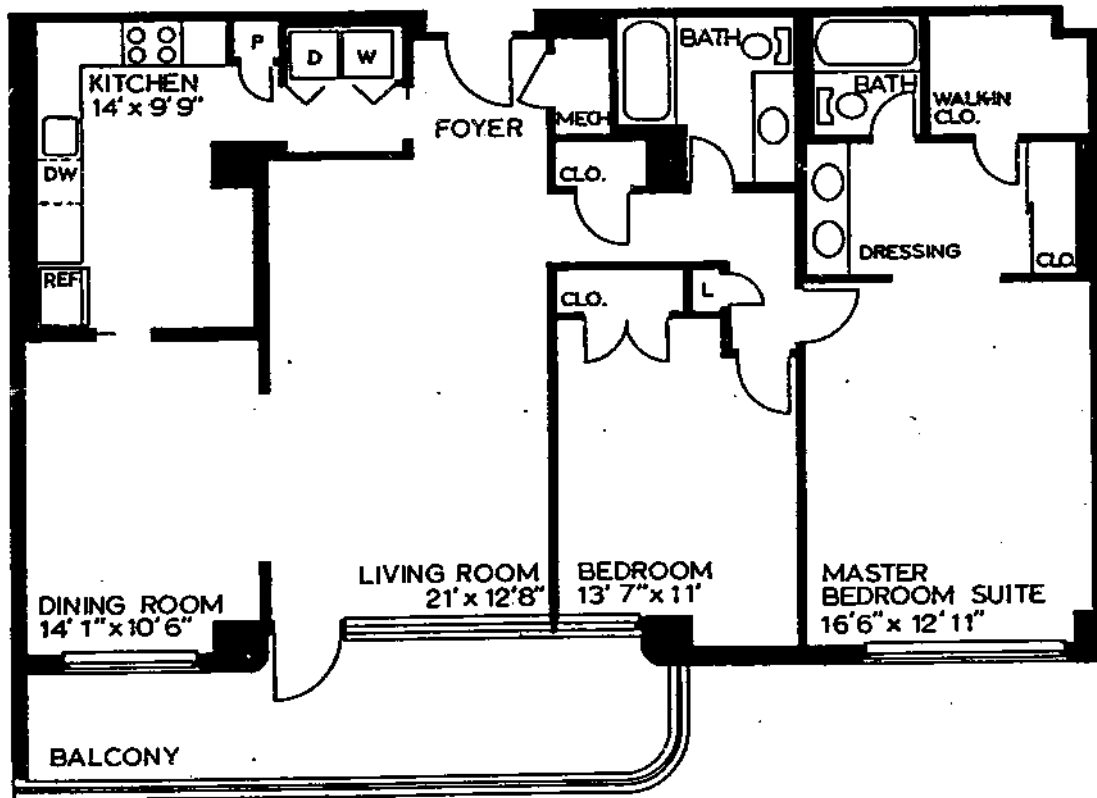 KITCHEN
14' x 9' 9"
P
D
W
FOYER
MECH
BATH
BATH
WALK-IN
CLO.
CLO.
DW
REF
DRESSING
CLO.
CLO.
L
LIVING ROOM
21' x 12'8"
BEDROOM
13' 7" x 11'
MASTER
BEDROOM SUITE
16'6" x 12' 11"
DINING ROOM
14' 1" x 10' 6"
BALCONY